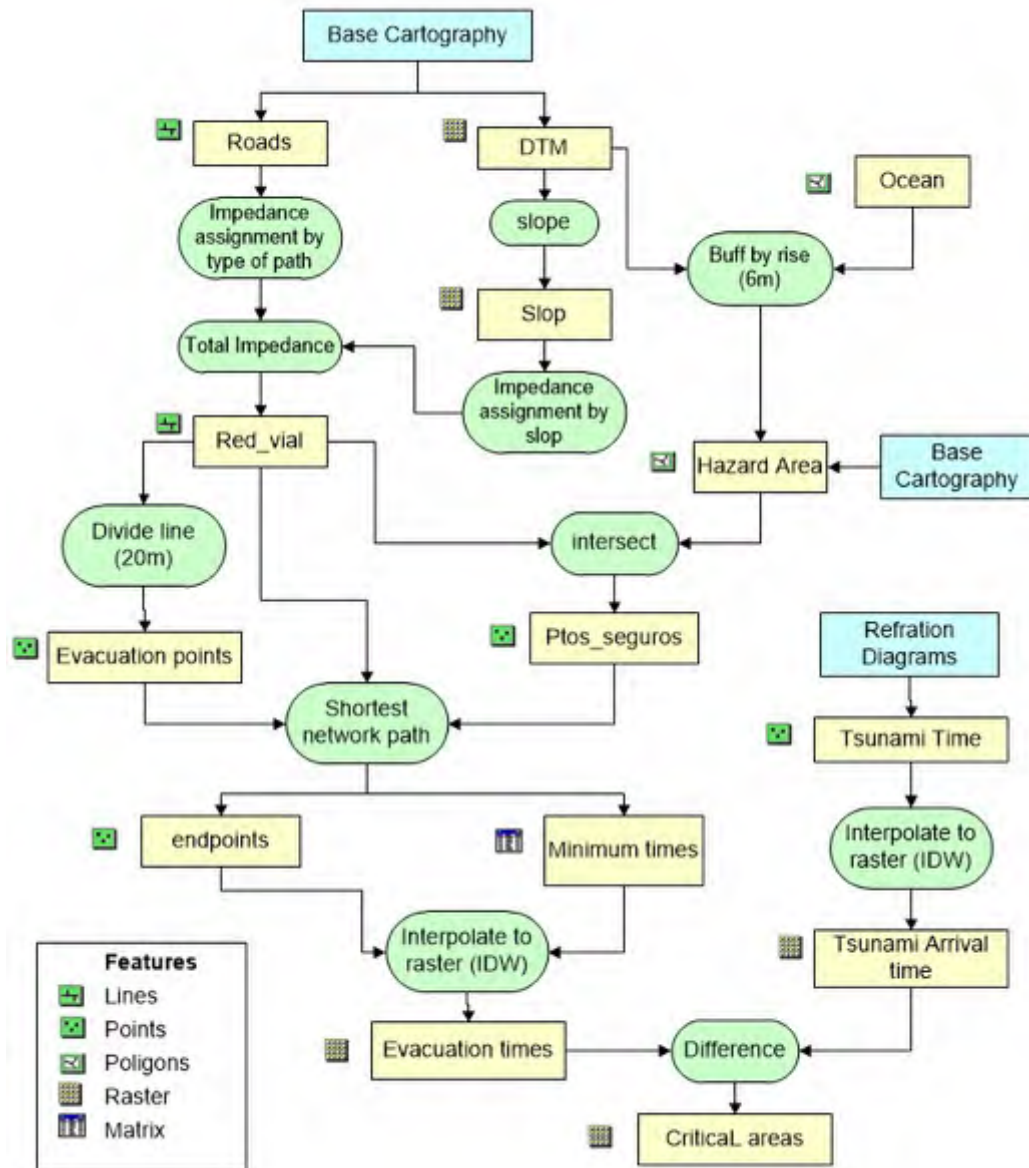 Base Cartography
Roads
DTM
Ocean
Impedance
assignment by
type of path
slope
Buff by rise
(6m)
Slop
Total Impedance
Impedance
assignment by
slop
Red_vial
Hazard Area
Base
Cartography
Divide line
(20m)
intersect
Evacuation points
Ptos_seguros
Refration
Diagrams
Shortest
network path
Tsunami Time
endpoints
Minimum times
Interpolate to
raster (IDW)
Interpolate to
raster (IDW)
Tsunami Arrival
time
Features
Lines
Points
Poligons
Raster
Matrix
Evacuation times
Difference
CriticaL areas